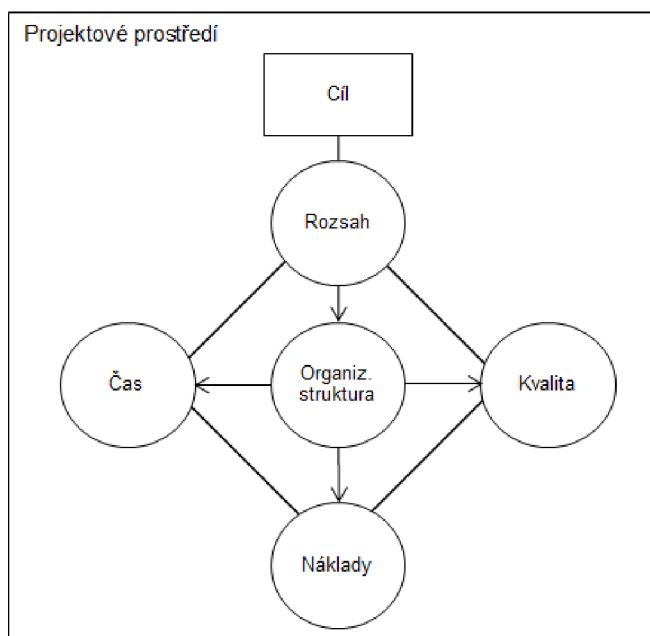 Projektové prostředí
Cíl
Rozsah
Čas
Organiz.
struktura
Kvalita
Náklady